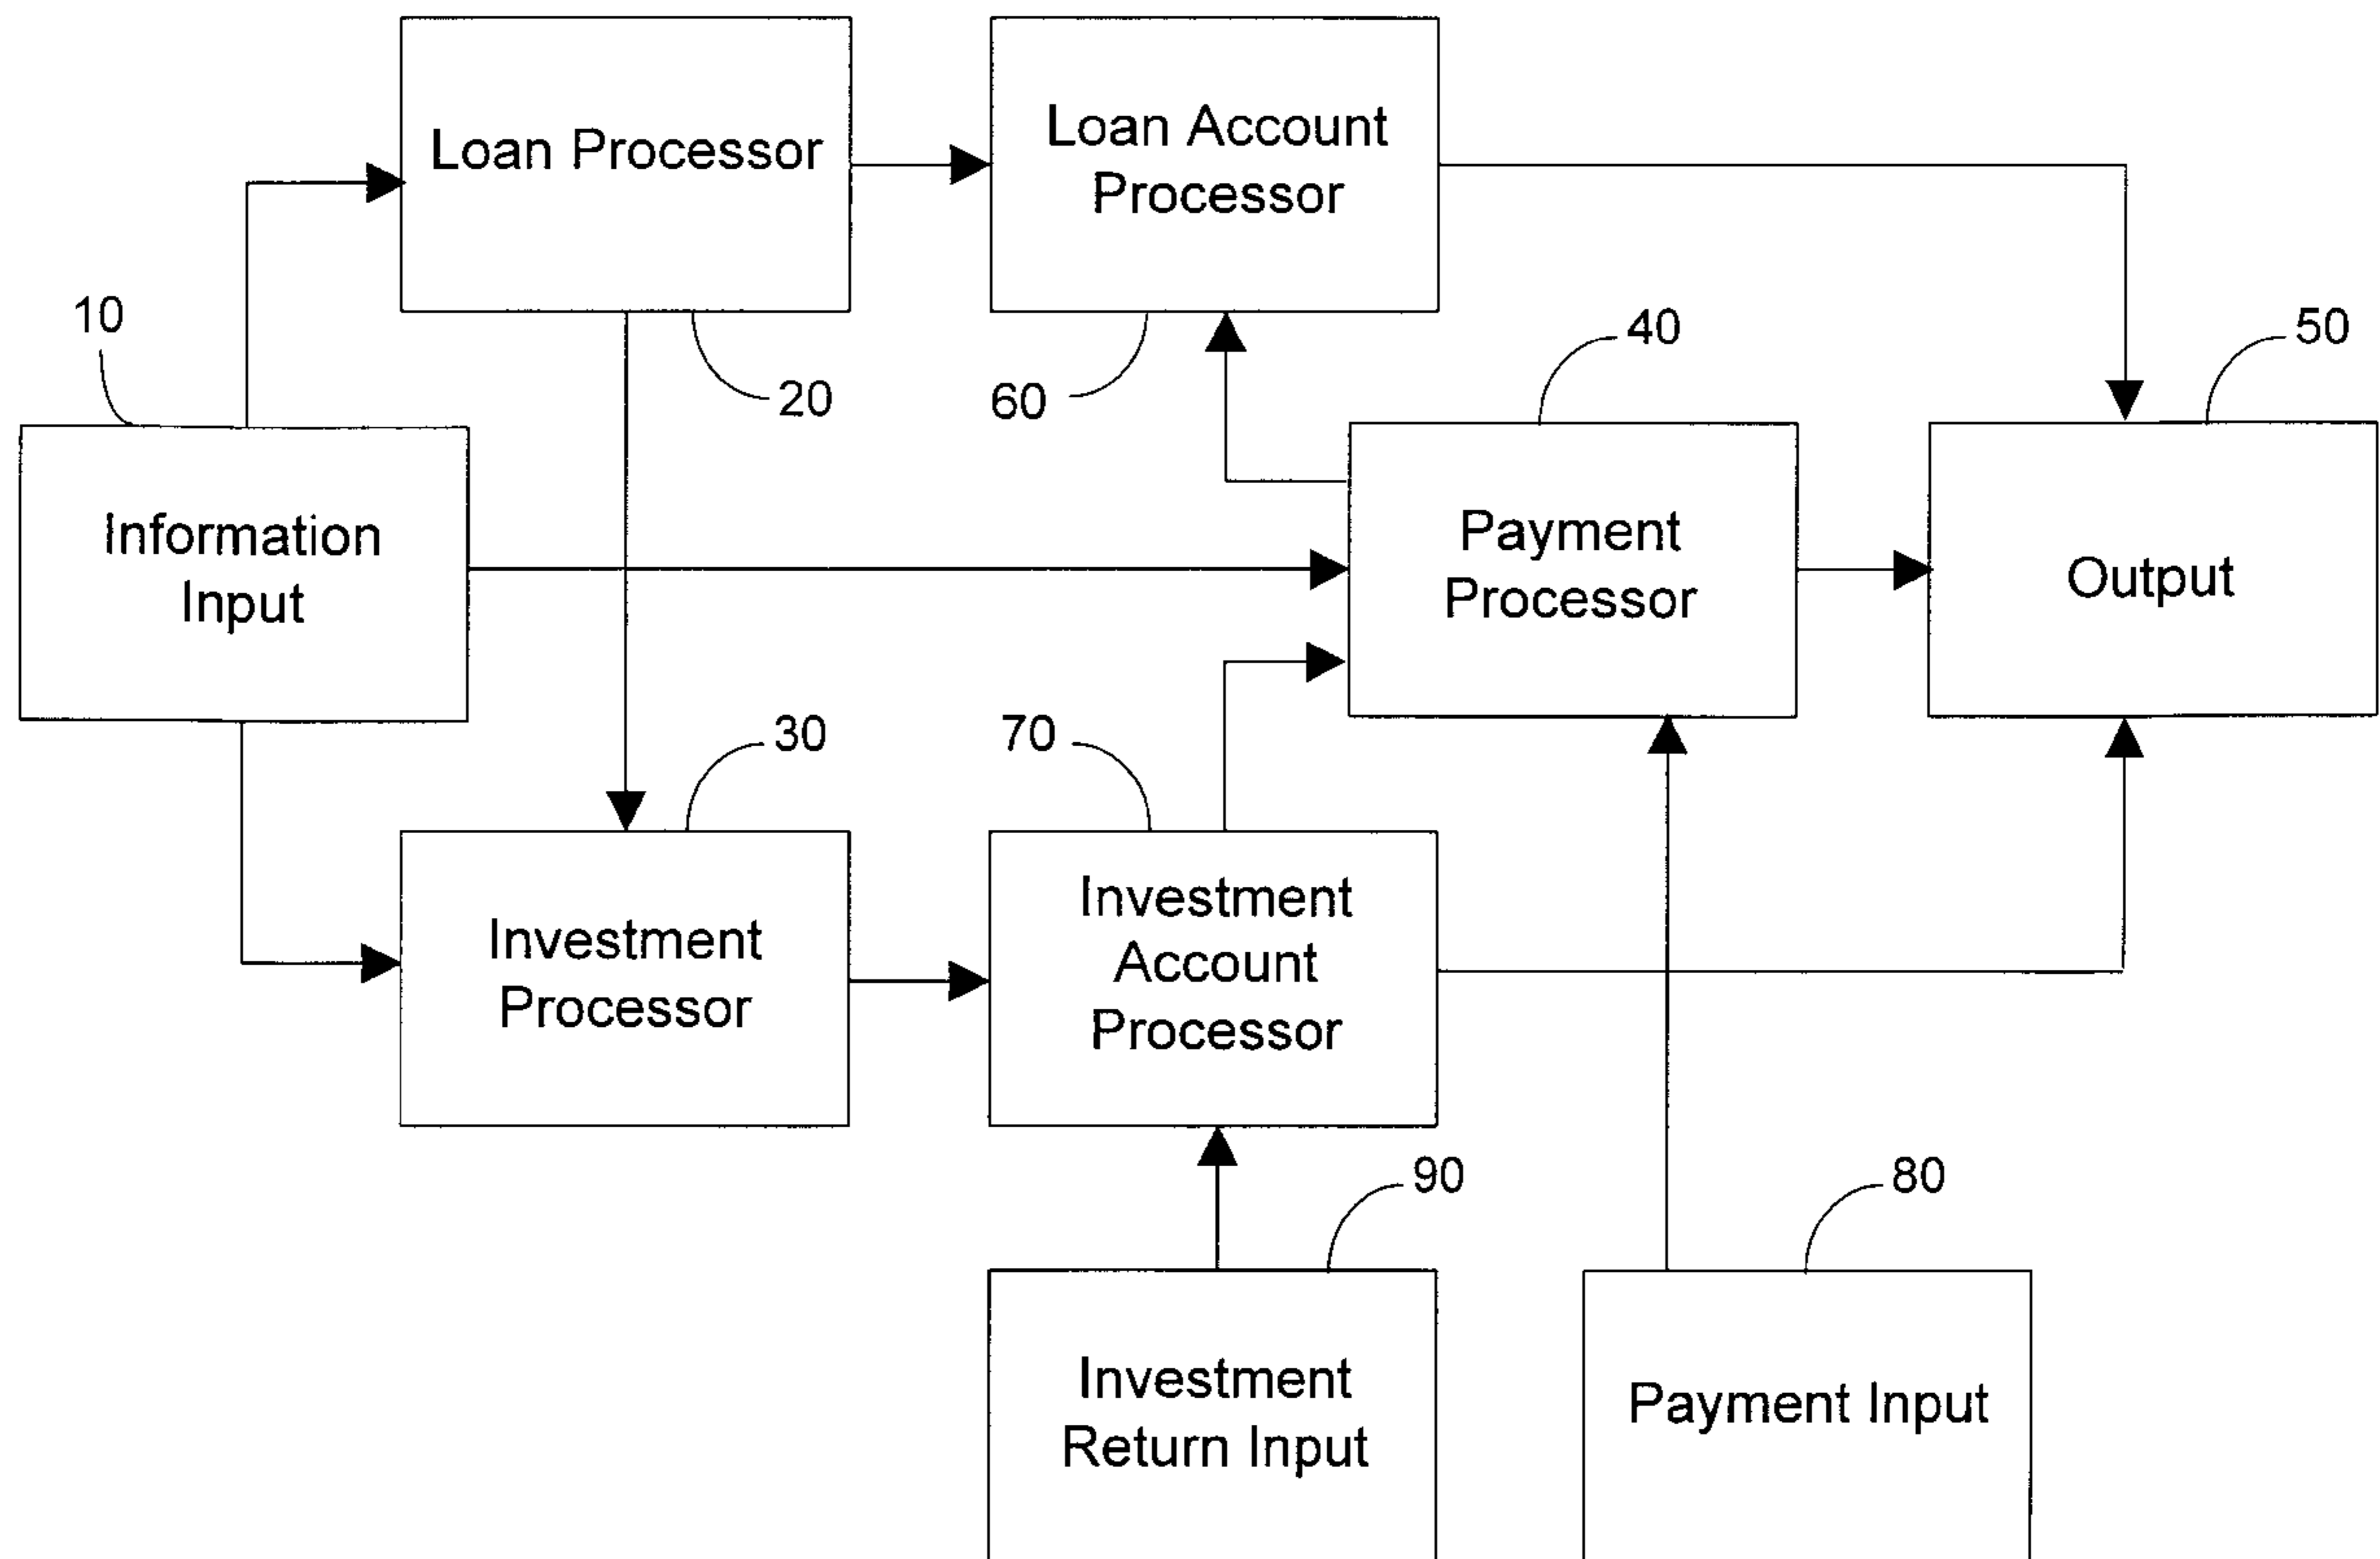 Loan Processor
Loan Account
Processor
10
20
60
40
50
Information
Input
Payment
Processor
Output
30
70
Investment
Processor
Investment
Account
Processor
90
80
Investment
Return Input
Payment Input